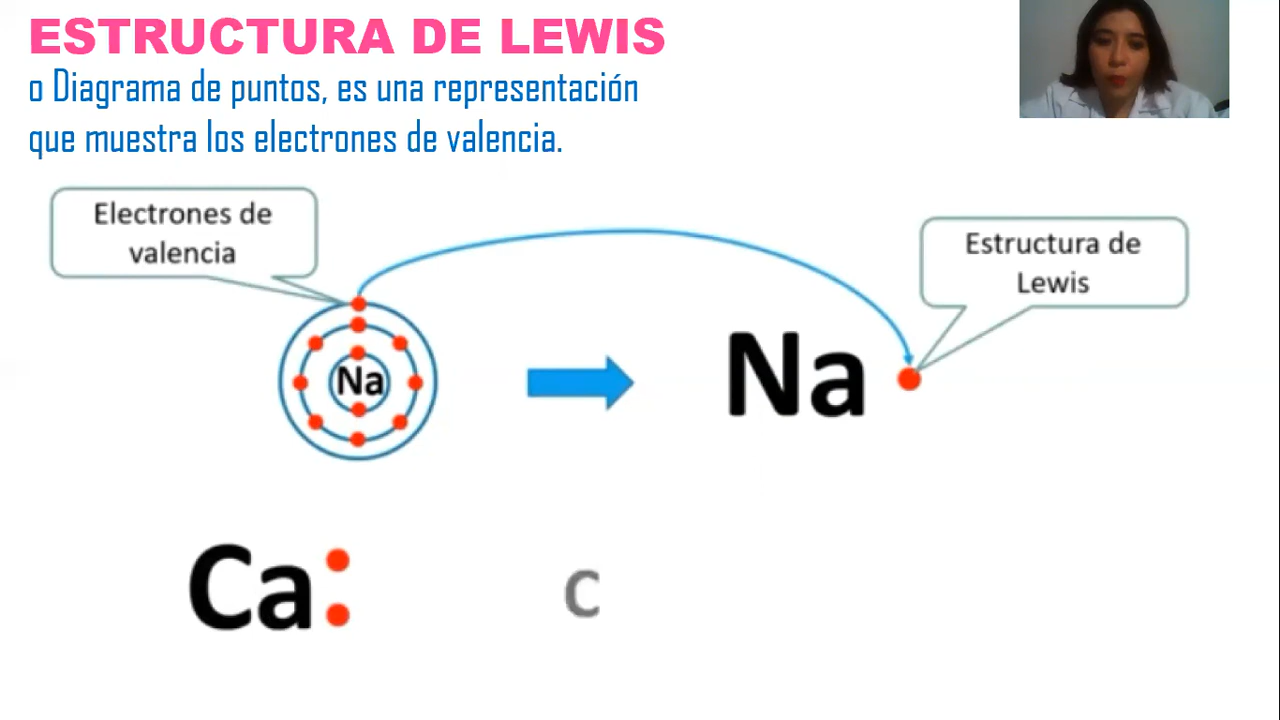 ESTRUCTURA DE LEWIS
o Diagrama de puntos, es una representación
que muestra los electrones de valencia.
Electrones de
valencia
Estructura de
Lewis
Na
Na
Ca
C